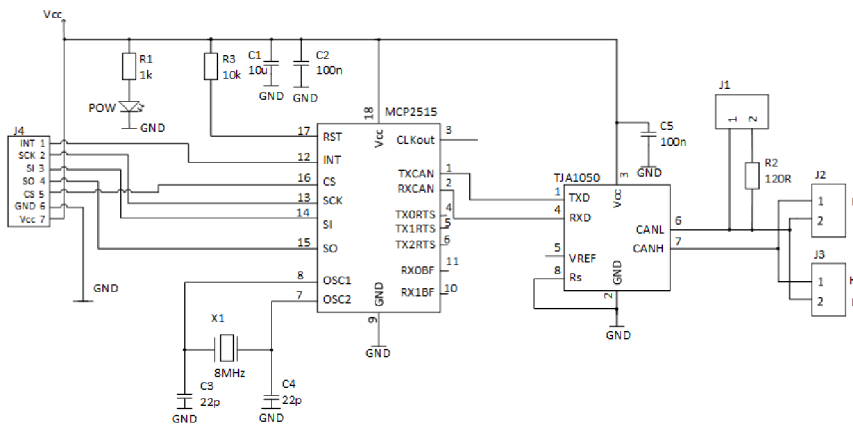 Vcc
R1
1k
R3
10k
C1
10u
C2
100n
GND
GND
POW
GND
18
MCP2515
Vcc
17 RST
12 INT
16 CS
13 SCK
14 SI
15 SO
8 OSC1
7 OSC2
CLKout 3
TXCAN 1
RXCAN 2
TX0RTS 4
TX1RTS 5
TX2RTS 6
RX0BF 11
RX1BF 10
GND
9
GND
J4
INT 1
SCK 2
SI 3
SO 4
CS 5
GND 6
Vcc 7
GND
X1
8MHz
C3
22p
GND
C4
22p
GND
TJA1050
3
Vcc
1 TXD
4 RXD
5 VREF
8 Rs
CANL 6
CANH 7
GND
2
GND
C5
100n
GND
J1
1 2
R2
120R
J2
1
2
J3
1
2